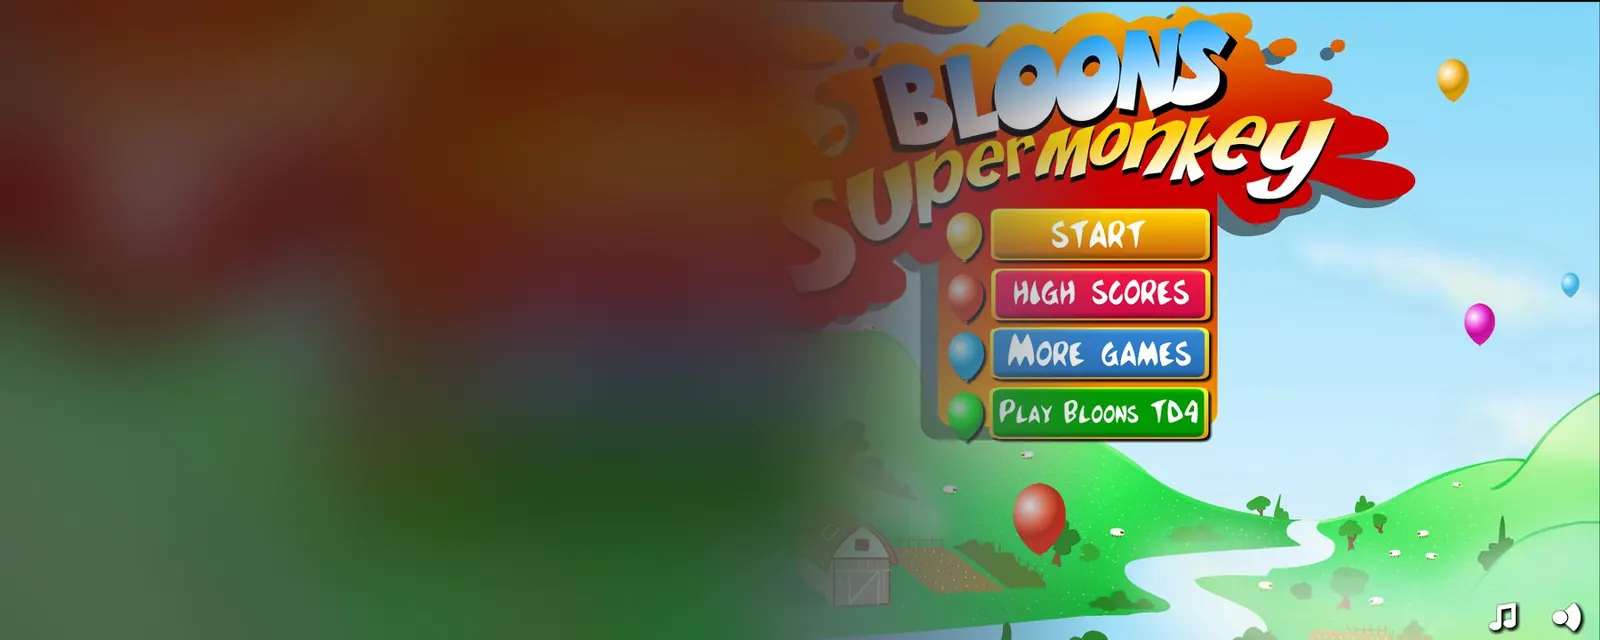 BLOONS
Super Monkey
START
HIGH SCORES
MORE GAMES
PLAY BLOONS TD4